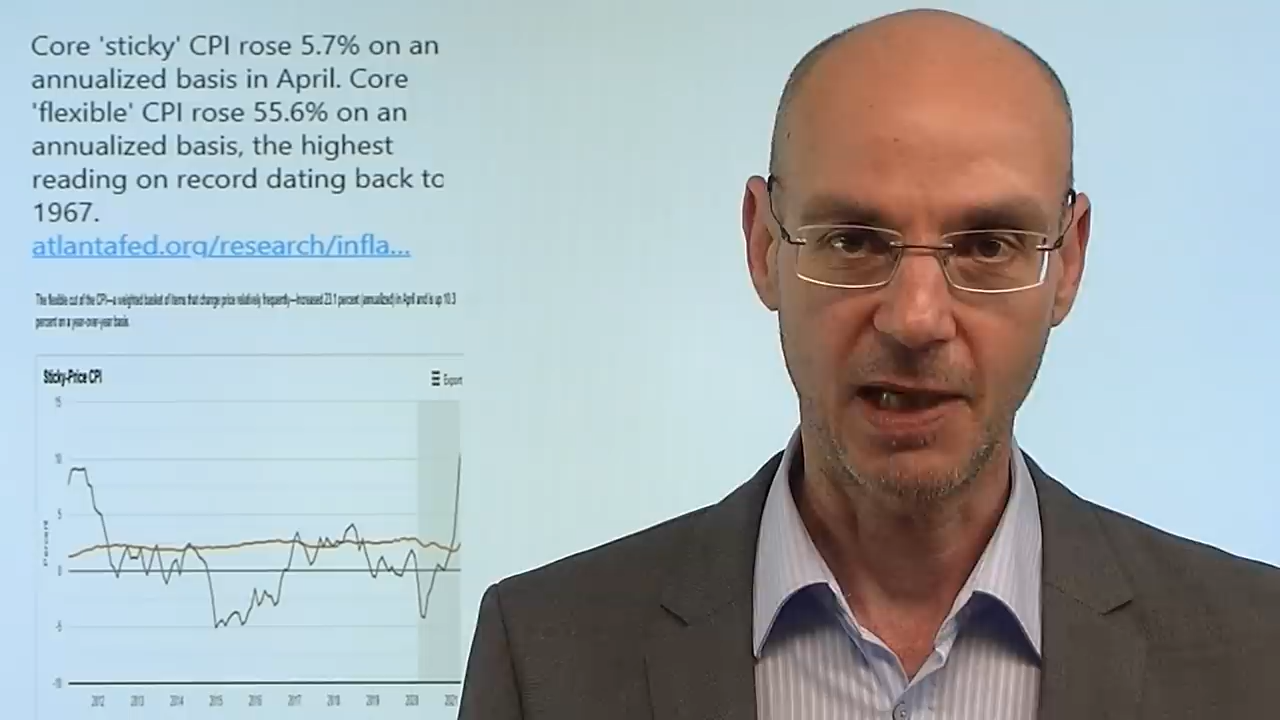 Core 'sticky' CPI rose 5.7% on an
annualized basis in April. Core
'flexible' CPI rose 55.6% on an
annualized basis, the highest
reading on record dating back to
1967.
atlantafed.org/research/infla...
The flexible cut of the CPI—a weighted basket of items that change price relatively frequently—increased 23.1 percent (annualized) in April and is up 10.3
percent on a year-over-year basis.
Sticky-Price CPI
Export
15
10
5
0
-5
-10
Percent
2012 2013 2014 2015 2016 2017 2018 2019 2020 2021